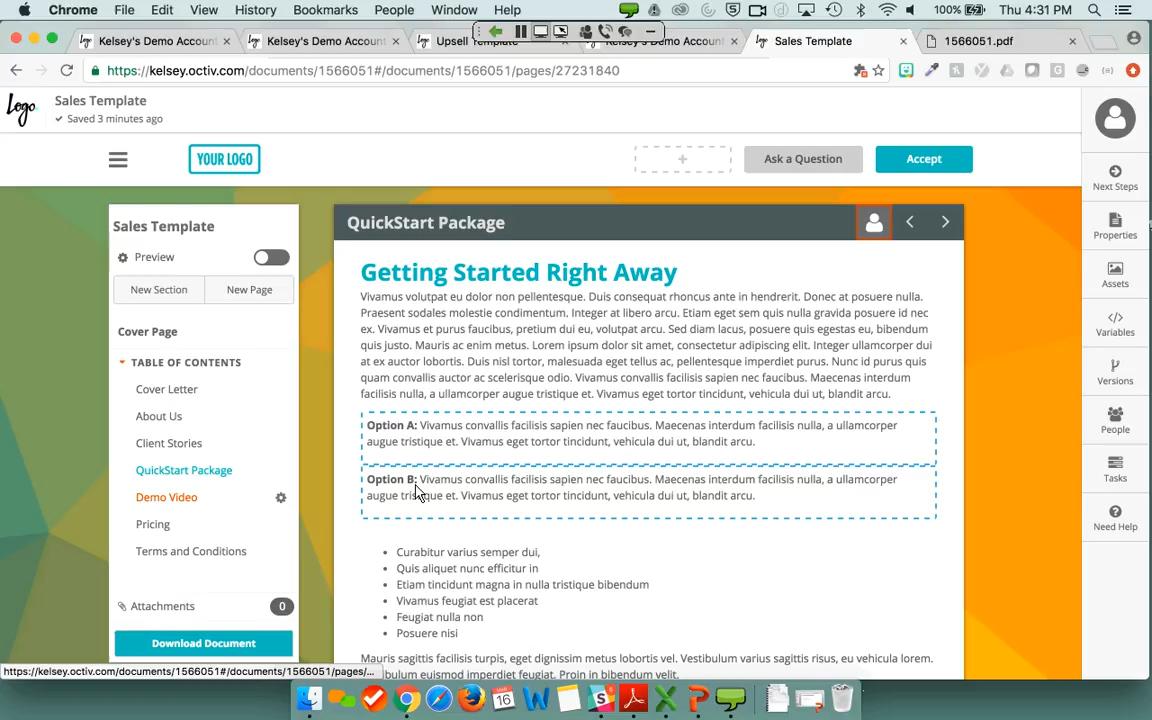 Chrome File Edit View History Bookmarks People Window Help 100% Thu 4:31 PM
Kelsey's Demo Account Kelsey's Demo Account Upsell Template Kelsey's Demo Account Sales Template 1566051.pdf
https://kelsey.octiv.com/documents/1566051#/documents/1566051/pages/27231840
Logo
Sales Template
Saved 3 minutes ago
YOUR LOGO
Ask a Question
Accept
Next Steps
Properties
Assets
Variables
Versions
People
Tasks
Need Help
Sales Template
Preview
New Section New Page
Cover Page
TABLE OF CONTENTS
Cover Letter
About Us
Client Stories
QuickStart Package
Demo Video
Pricing
Terms and Conditions
Attachments 0
Download Document
QuickStart Package
Getting Started Right Away
Vivamus volutpat eu dolor non pellentesque. Duis consequat rhoncus ante in hendrerit. Donec at posuere nulla.
Praesent sodales molestie condimentum. Integer at libero arcu. Etiam eget sem quis nulla gravida posuere id nec
ex. Vivamus et purus faucibus, pretium dui eu, volutpat arcu. Sed diam lacus, posuere quis egestas eu, bibendum
quis justo. Mauris ac enim metus. Lorem ipsum dolor sit amet, consectetur adipiscing elit. Integer ullamcorper dui
at ex auctor lobortis. Duis nisl tortor, malesuada eget tellus ac, pellentesque imperdiet purus. Nunc id purus quis
quam convallis auctor ac scelerisque odio. Vivamus convallis facilisis sapien nec faucibus. Maecenas interdum
facilisis nulla, a ullamcorper augue tristique et. Vivamus eget tortor tincidunt, vehicula dui ut, blandit arcu.
Option A: Vivamus convallis facilisis sapien nec faucibus. Maecenas interdum facilisis nulla, a ullamcorper
augue tristique et. Vivamus eget tortor tincidunt, vehicula dui ut, blandit arcu.
Option B: Vivamus convallis facilisis sapien nec faucibus. Maecenas interdum facilisis nulla, a ullamcorper
augue tristique et. Vivamus eget tortor tincidunt, vehicula dui ut, blandit arcu.
• Curabitur varius semper dui,
• Quis aliquet nunc efficitur in
• Etiam tincidunt magna in nulla tristique bibendum
• Vivamus feugiat est placerat
• Feugiat nulla non
• Posuere nisi
Mauris sagittis facilisis turpis, eget dignissim metus lobortis vel. Vestibulum varius sagittis risus, eu vehicula lorem.
euismod imperdiet feugiat. Proin in bibendum velit.
https://kelsey.octiv.com/documents/1566051#/documents/1566051/pages/...
16